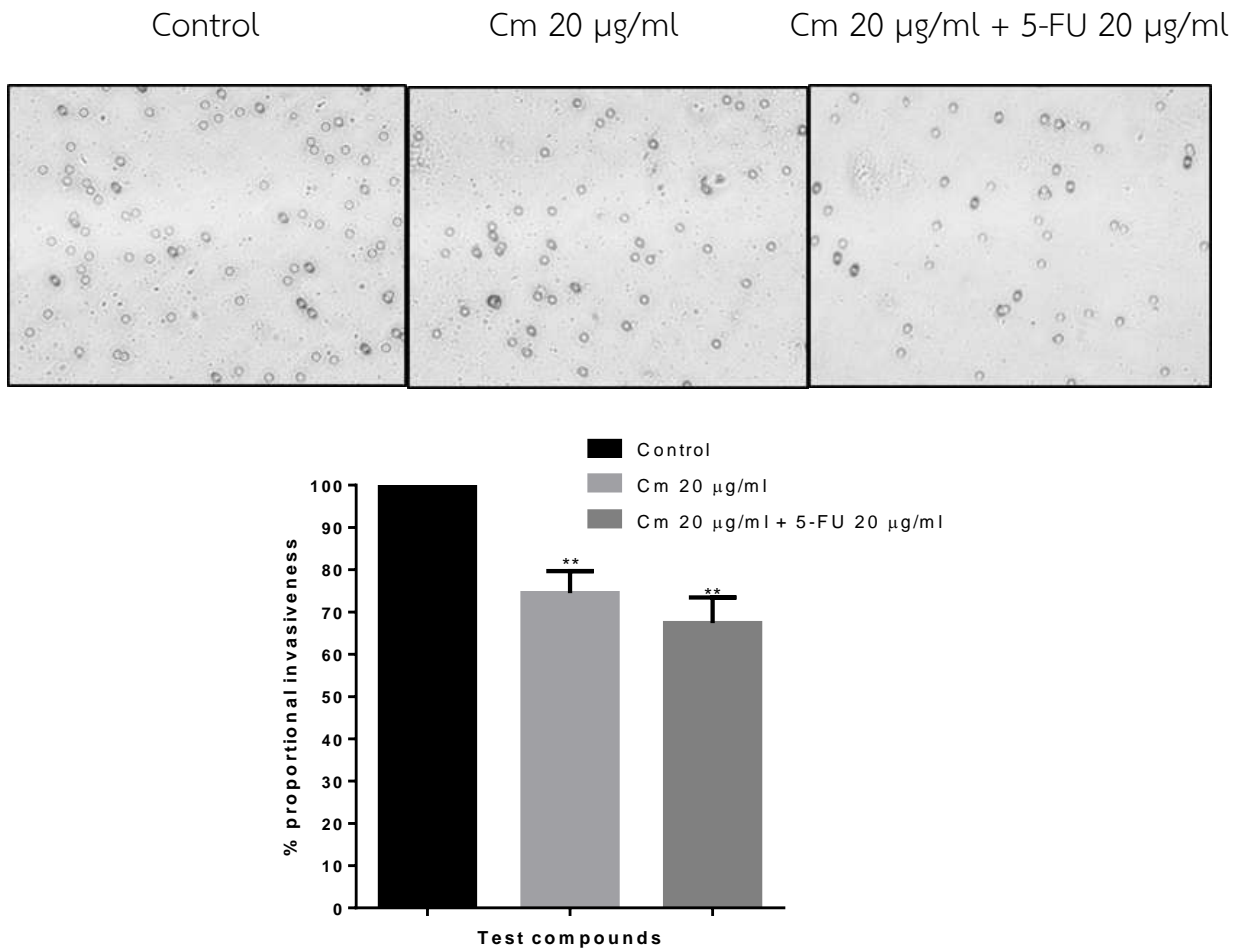 Control Cm 20 µg/ml Cm 20 µg/ml + 5-FU 20 µg/ml
Control
Cm 20 µg/ml
Cm 20 µg/ml + 5-FU 20 µg/ml
% proportional invasiveness
100
90
80
70
60
50
40
30
20
10
0
**
**
Test compounds